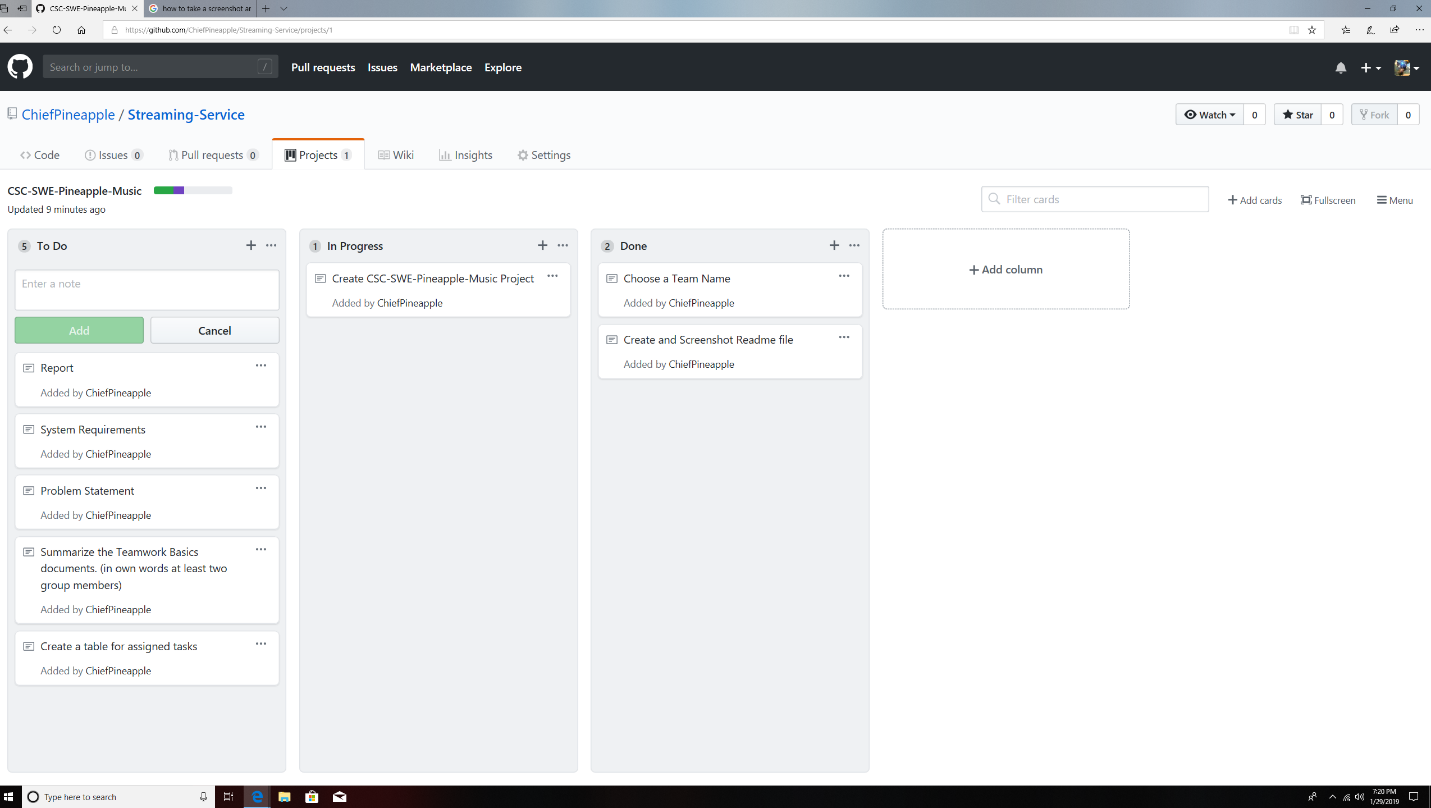 CSC-SWE-Pineapple-Mu
how to take a screenshot ar
https://github.com/ChiefPineapple/Streaming-Service/projects/1
Search or jump to... /
Pull requests Issues Marketplace Explore
ChiefPineapple / Streaming-Service
Watch 0 Star 0 Fork 0
Code Issues 0 Pull requests 0 Projects 1 Wiki Insights Settings
CSC-SWE-Pineapple-Music
Updated 9 minutes ago
Filter cards
Add cards Fullscreen Menu
5 To Do
Enter a note
Add Cancel
Report
Added by ChiefPineapple
System Requirements
Added by ChiefPineapple
Problem Statement
Added by ChiefPineapple
Summarize the Teamwork Basics
documents. (in own words at least two
group members)
Added by ChiefPineapple
Create a table for assigned tasks
Added by ChiefPineapple
1 In Progress
Create CSC-SWE-Pineapple-Music Project
Added by ChiefPineapple
2 Done
Choose a Team Name
Added by ChiefPineapple
Create and Screenshot Readme file
Added by ChiefPineapple
Add column
Type here to search
7:20 PM
1/29/2019